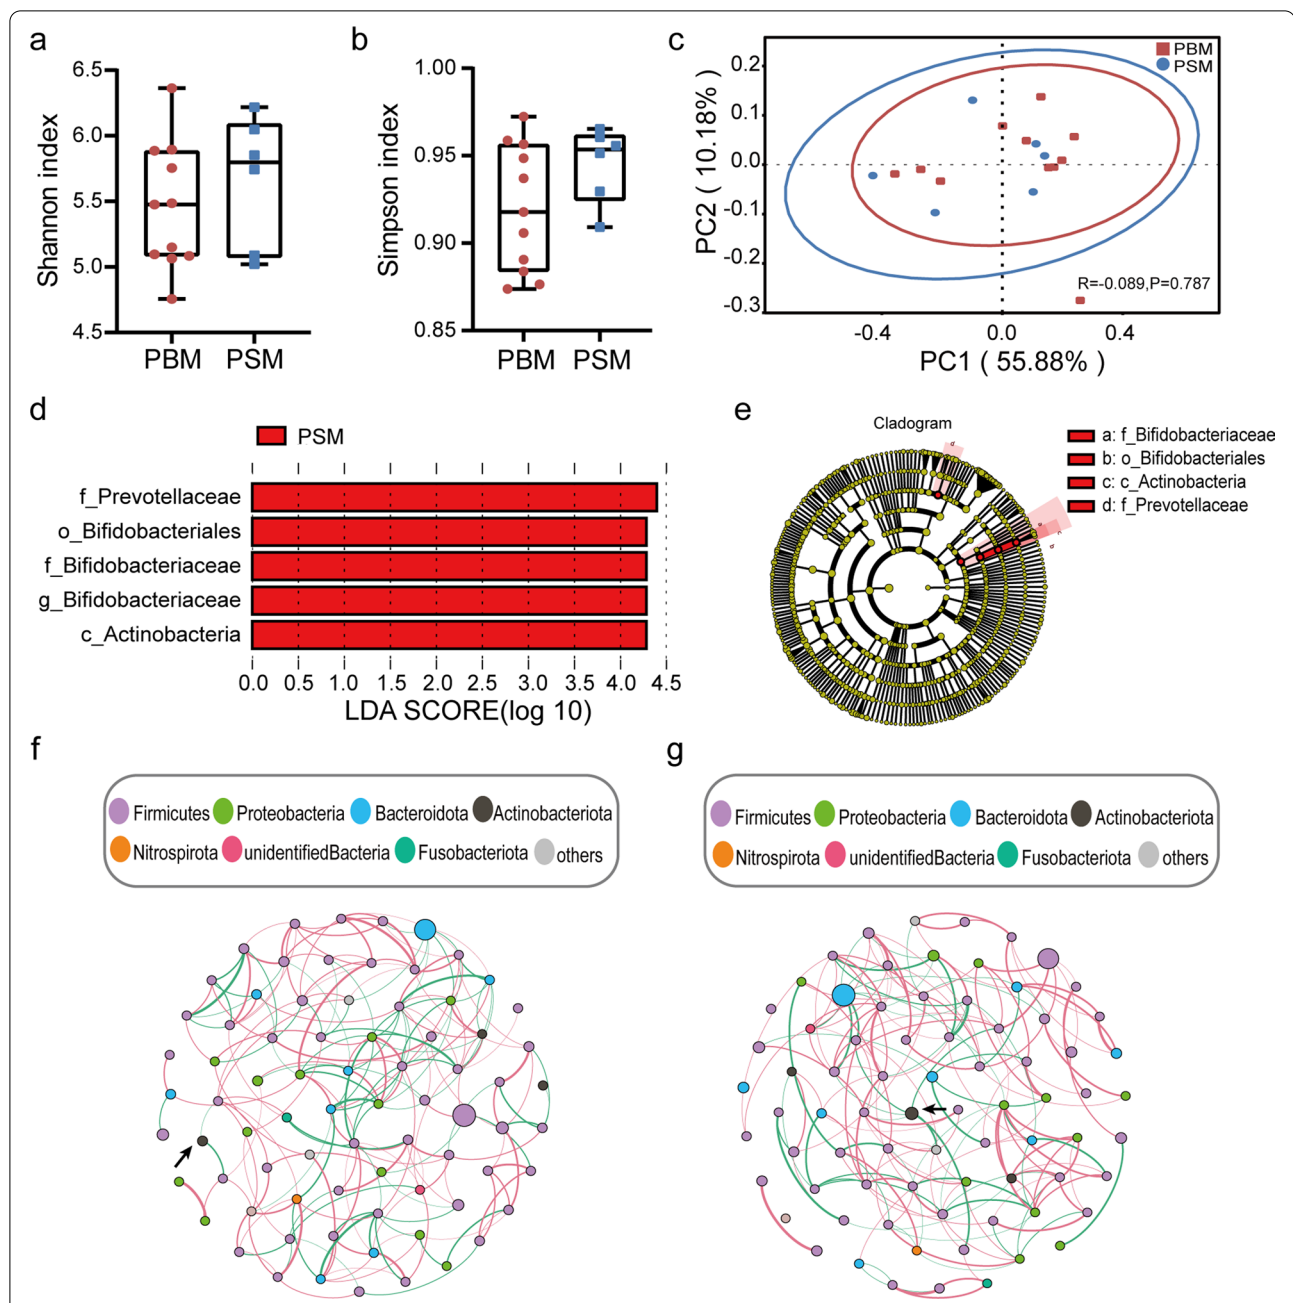 a
6.5
6.0
5.5
5.0
4.5
Shannon index
PBM PSM
b
1.00
0.95
0.90
0.85
Simpson index
PBM PSM
c
PBM
PSM
0.2
0.1
0.0
-0.1
-0.2
-0.3
PC2 ( 10.18% )
R=-0.089,P=0.787
-0.4 0.0 0.4
PC1 ( 55.88% )
d
PSM
f_Prevotellaceae
o_Bifidobacteriales
f_Bifidobacteriaceae
g_Bifidobacteriaceae
c_Actinobacteria
0.0 0.5 1.0 1.5 2.0 2.5 3.0 3.5 4.0 4.5
LDA SCORE(log 10)
e
Cladogram
a: f_Bifidobacteriaceae
b: o_Bifidobacteriales
c: c_Actinobacteria
d: f_Prevotellaceae
f
Firmicutes Proteobacteria Bacteroidota Actinobacteriota
Nitrospirota unidentifiedBacteria Fusobacteriota others
g
Firmicutes Proteobacteria Bacteroidota Actinobacteriota
Nitrospirota unidentifiedBacteria Fusobacteriota others